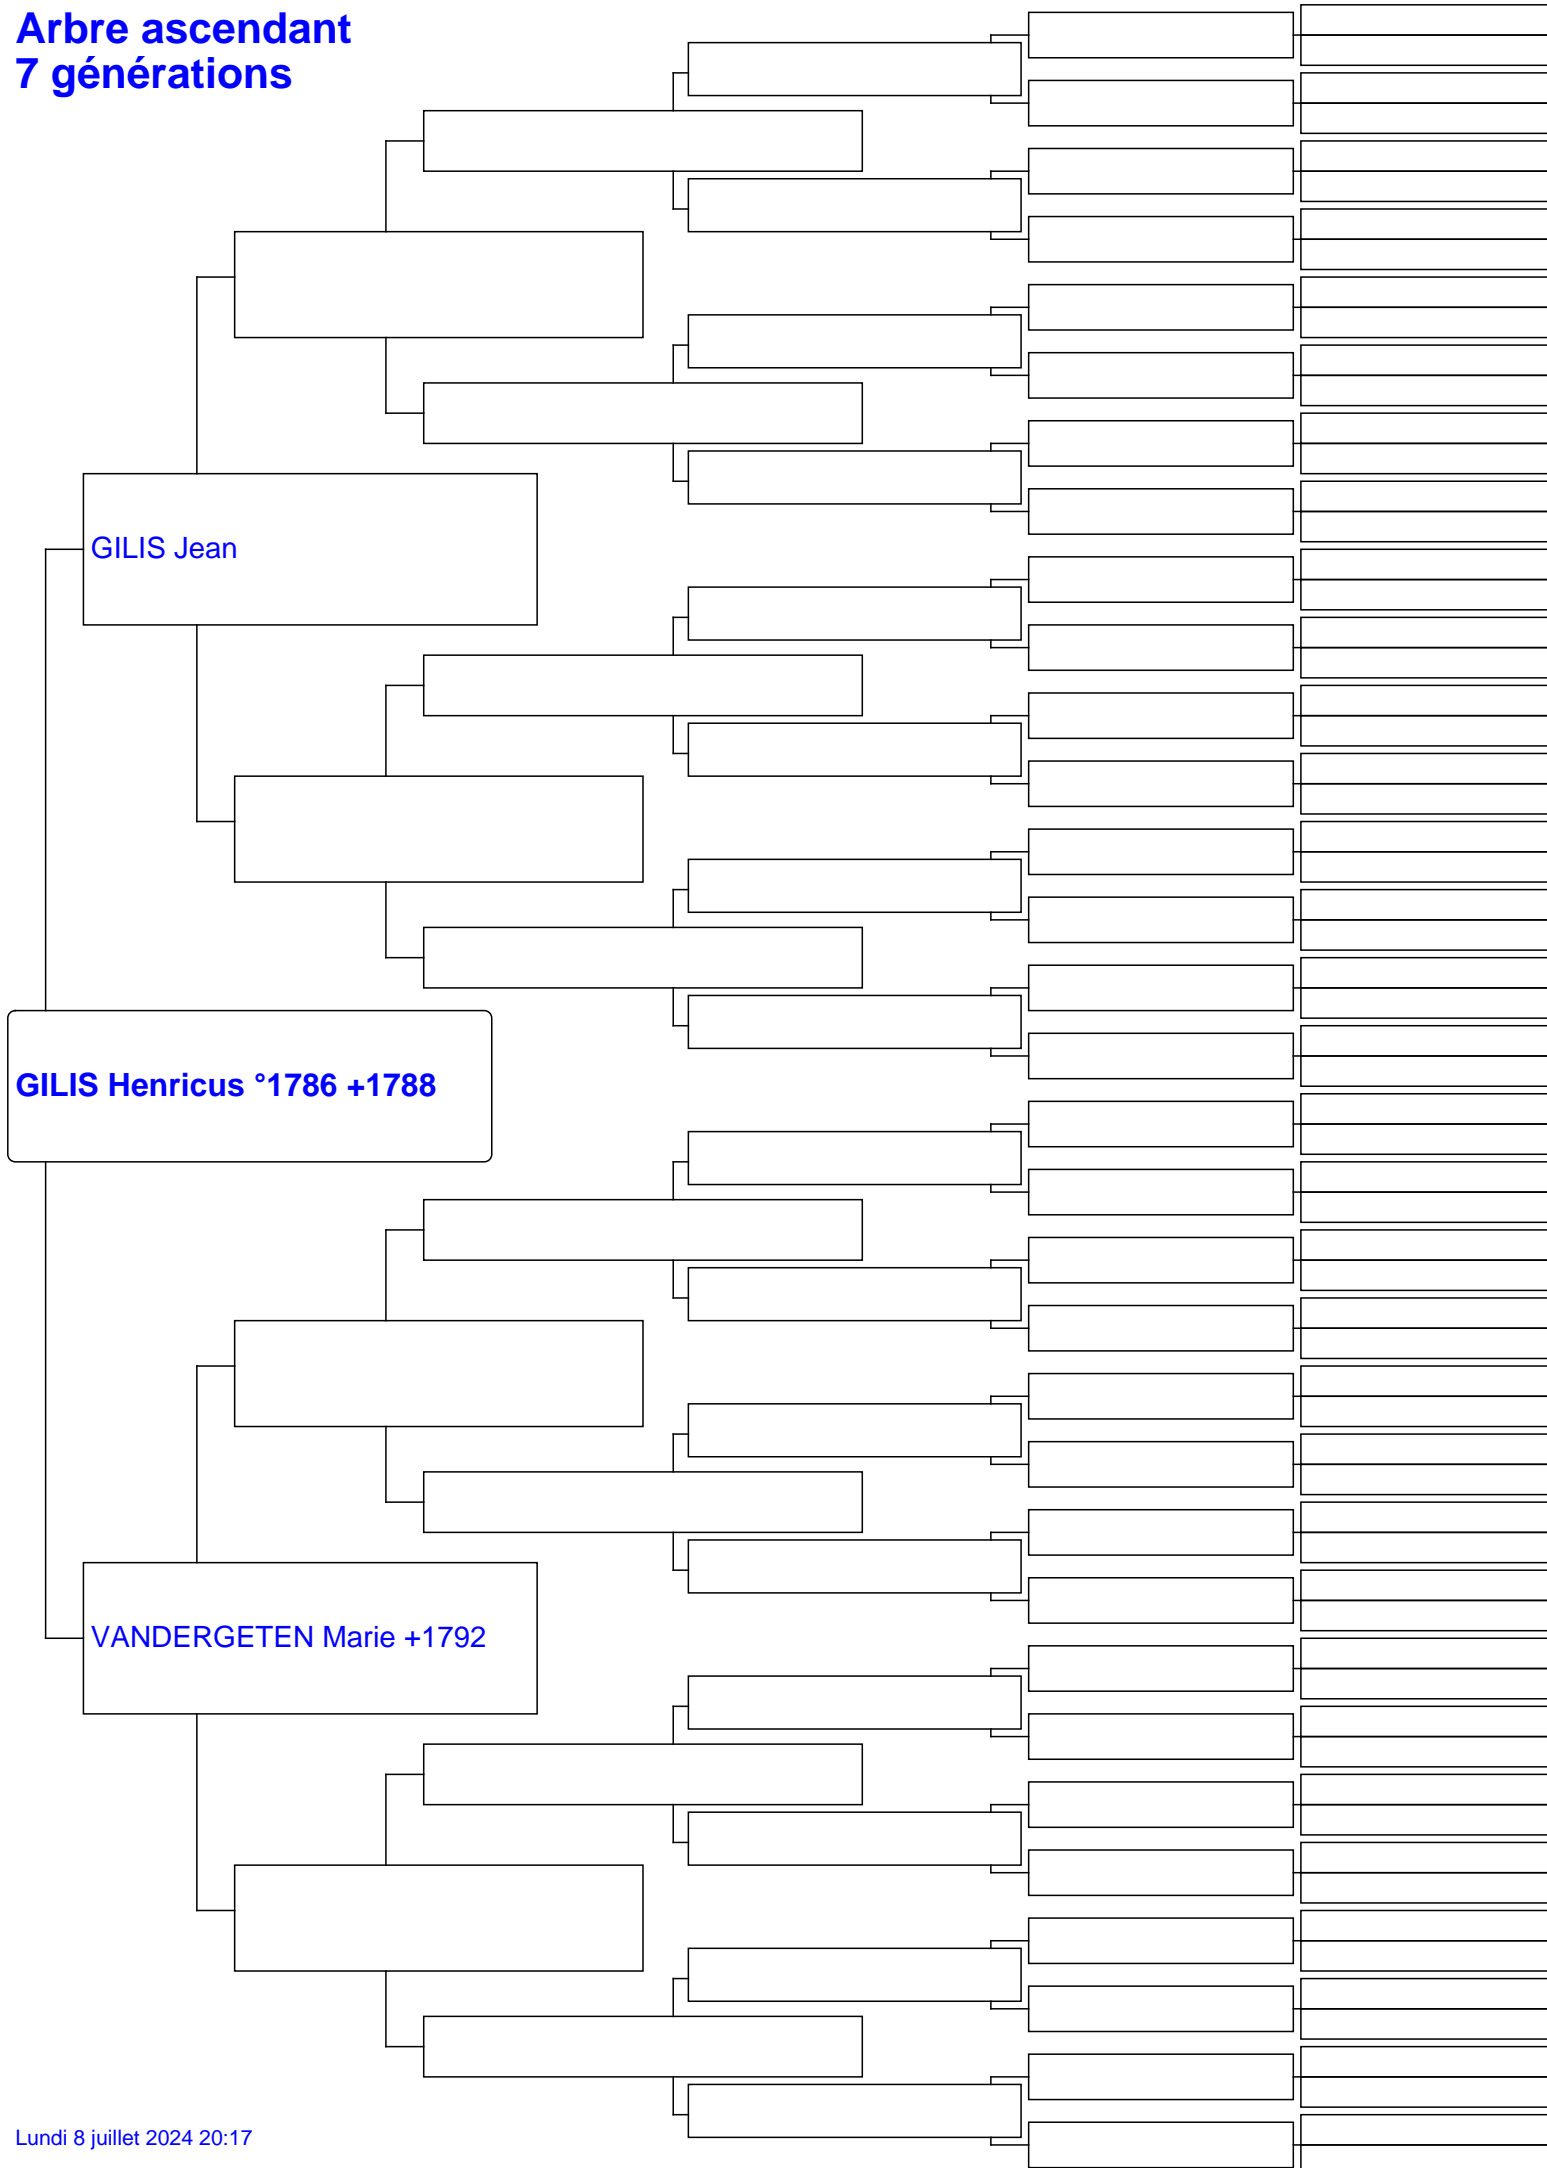 Arbre ascendant
7 générations
GILIS Jean
GILIS Henricus °1786 +1788
VANDERGETEN Marie +1792
Lundi 8 juillet 2024 20:17